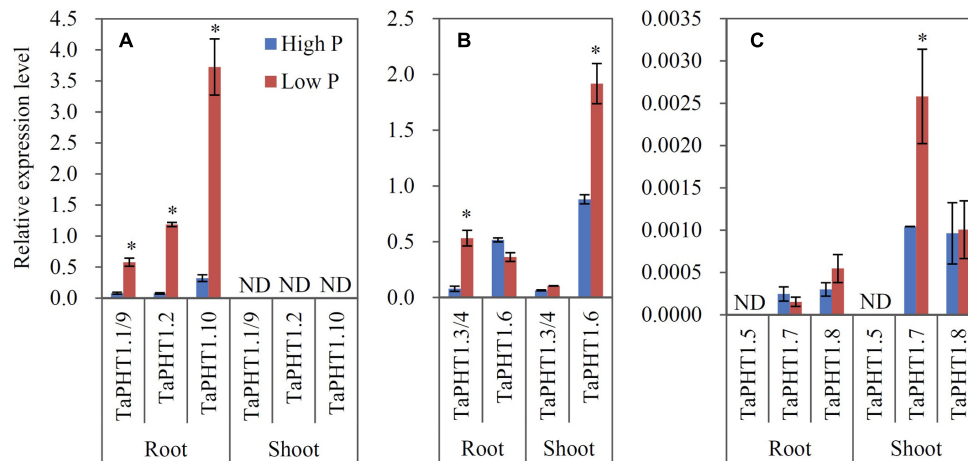 Relative expression level
A
High P
Low P
4.5
4.0
3.5
3.0
2.5
2.0
1.5
1.0
0.5
0.0
*
*
*
ND ND ND
TaPHT1.1/9
TaPHT1.2
TaPHT1.10
TaPHT1.1/9
TaPHT1.2
TaPHT1.10
Root
Shoot
B
2.5
2.0
1.5
1.0
0.5
0.0
*
*
TaPHT1.3/4
TaPHT1.6
TaPHT1.3/4
TaPHT1.6
Root
Shoot
C
0.0035
0.0030
0.0025
0.0020
0.0015
0.0010
0.0005
0.0000
*
ND
ND
TaPHT1.5
TaPHT1.7
TaPHT1.8
TaPHT1.5
TaPHT1.7
TaPHT1.8
Root
Shoot